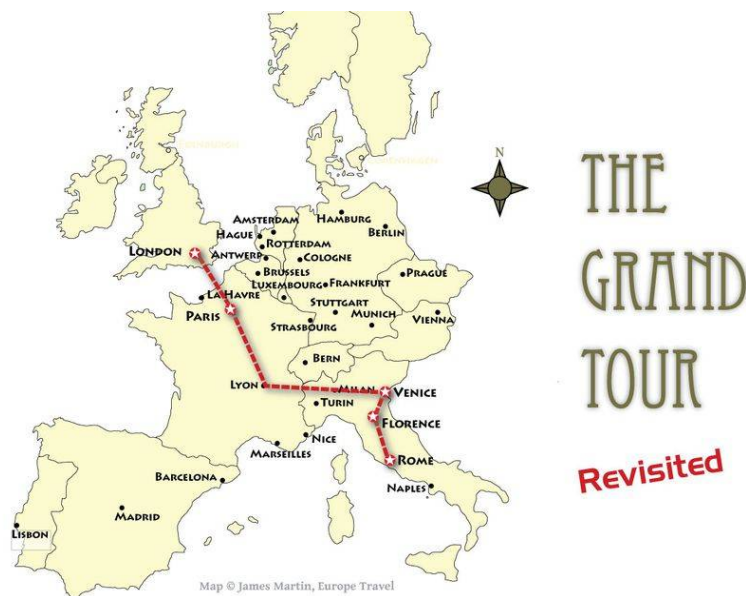 N
THE
GRAND
TOUR
Revisited
AMSTERDAM
HAMBURG
HAGUE
BERLIN
ROTTERDAM
LONDON
ANTWERP
COLOGNE
BRUSSELS
PRAGUE
LUXEMBOURG
FRANKFURT
LA HAVRE
STUTTGART
PARIS
MUNICH
VIENNA
STRASBOURG
BERN
LYON
MILAN
VENICE
TURIN
FLORENCE
NICE
MARSEILLES
ROME
BARCELONA
NAPLES
MADRID
LISBON
Map © James Martin, Europe Travel